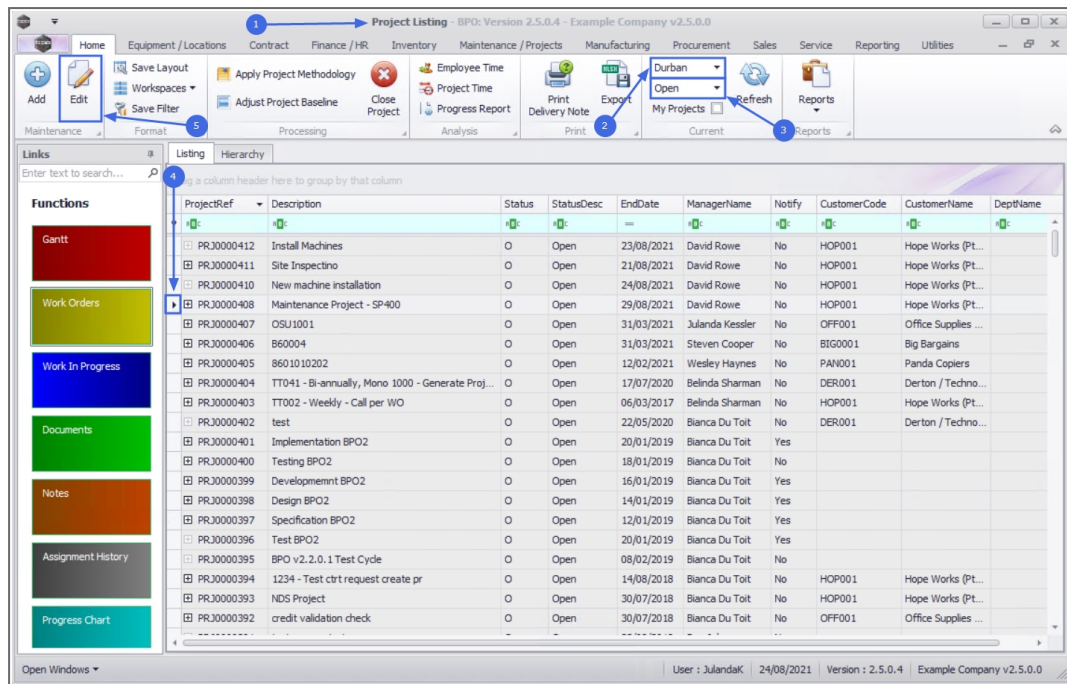 1
Project Listing - BPO: Version 2.5.0.4 - Example Company v2.5.0.0
Home Equipment / Locations Contract Finance / HR Inventory Maintenance / Projects Manufacturing Procurement Sales Service Reporting Utilities
Add
Edit
Save Layout
Workspaces
Save Filter
Apply Project Methodology
Adjust Project Baseline
Close Project
Employee Time
Project Time
Progress Report
Print Delivery Note
Export
Durban
Open
My Projects
Refresh
Reports
5
2
3
Maintenance Format Processing Analysis Print Current Reports
Links
Enter text to search...
Listing Hierarchy
4
a column header here to group by that column
Functions
Gantt
Work Orders
Work In Progress
Documents
Notes
Assignment History
Progress Chart
ProjectRef Description Status StatusDesc EndDate ManagerName Notify CustomerCode CustomerName DeptName
PRJ0000412 Install Machines O Open 23/08/2021 David Rowe No HOP001 Hope Works (Pt...
PRJ0000411 Site Inspectino O Open 21/08/2021 David Rowe No HOP001 Hope Works (Pt...
PRJ0000410 New machine installation O Open 24/08/2021 David Rowe No HOP001 Hope Works (Pt...
PRJ0000408 Maintenance Project - SP400 O Open 29/08/2021 David Rowe No HOP001 Hope Works (Pt...
PRJ0000407 OSU1001 O Open 31/03/2021 Julanda Kessler No OFF001 Office Supplies ...
PRJ0000406 B60004 O Open 31/03/2021 Steven Cooper No BIG0001 Big Bargains
PRJ0000405 8601010202 O Open 12/02/2021 Wesley Haynes No PAN001 Panda Copiers
PRJ0000404 TT041 - Bi-annually, Mono 1000 - Generate Proj... O Open 17/07/2020 Belinda Sharman No DER001 Derton / Techno...
PRJ0000403 TT002 - Weekly - Call per WO O Open 06/03/2017 Belinda Sharman No HOP001 Hope Works (Pt...
PRJ0000402 test O Open 22/05/2020 Bianca Du Toit No DER001 Derton / Techno...
PRJ0000401 Implementation BPO2 O Open 20/01/2019 Bianca Du Toit Yes
PRJ0000400 Testing BPO2 O Open 18/01/2019 Bianca Du Toit No
PRJ0000399 Developmemnt BPO2 O Open 16/01/2019 Bianca Du Toit Yes
PRJ0000398 Design BPO2 O Open 14/01/2019 Bianca Du Toit Yes
PRJ0000397 Specification BPO2 O Open 12/01/2019 Bianca Du Toit Yes
PRJ0000396 Test BPO2 O Open 20/01/2019 Bianca Du Toit Yes
PRJ0000395 BPO v2.2.0.1 Test Cycle O Open 08/02/2019 Bianca Du Toit No
PRJ0000394 1234 - Test ctrt request create pr O Open 14/08/2018 Bianca Du Toit No HOP001 Hope Works (Pt...
PRJ0000393 NDS Project O Open 30/07/2018 Bianca Du Toit No HOP001 Hope Works (Pt...
PRJ0000392 credit validation check O Open 30/07/2018 Bianca Du Toit No OFF001 Office Supplies ...
Open Windows User : JulandaK 24/08/2021 Version : 2.5.0.4 Example Company v2.5.0.0